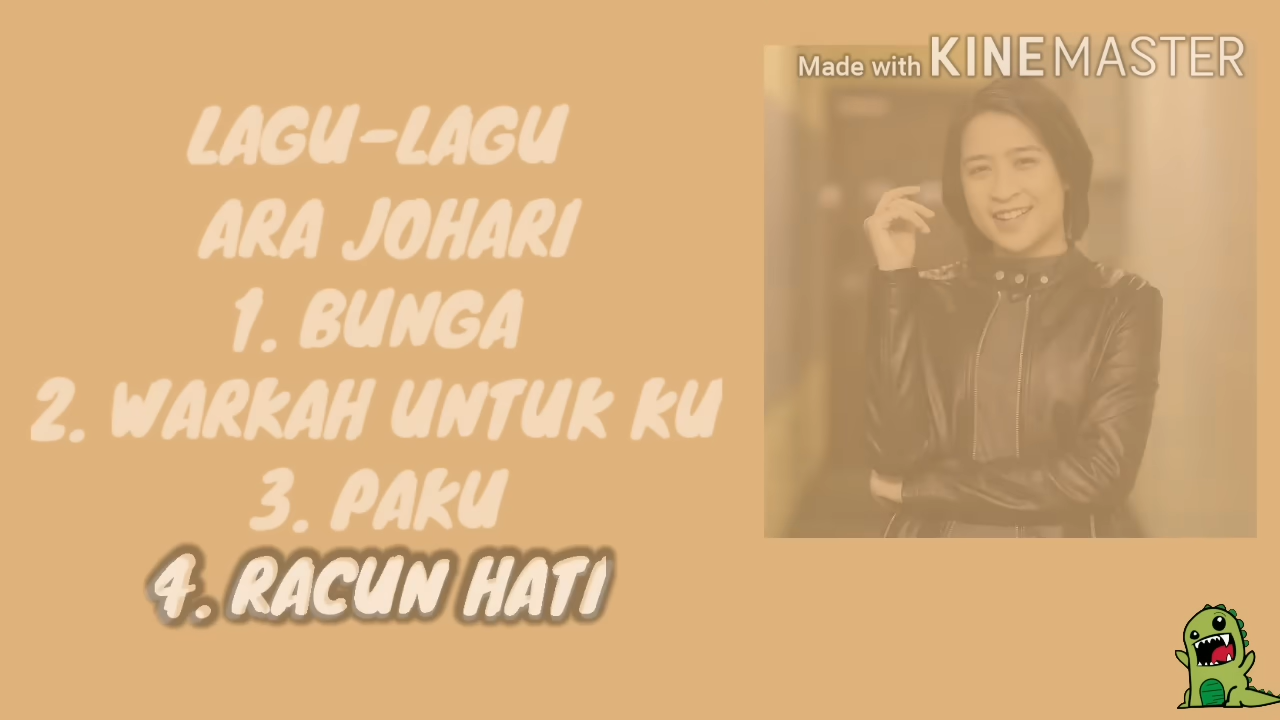 Made with KINEMASTER
LAGU-LAGU
ARA JOHARI
1. BUNGA
2. WARKAH UNTUK KU
3. PAKU
4. RACUN HATI